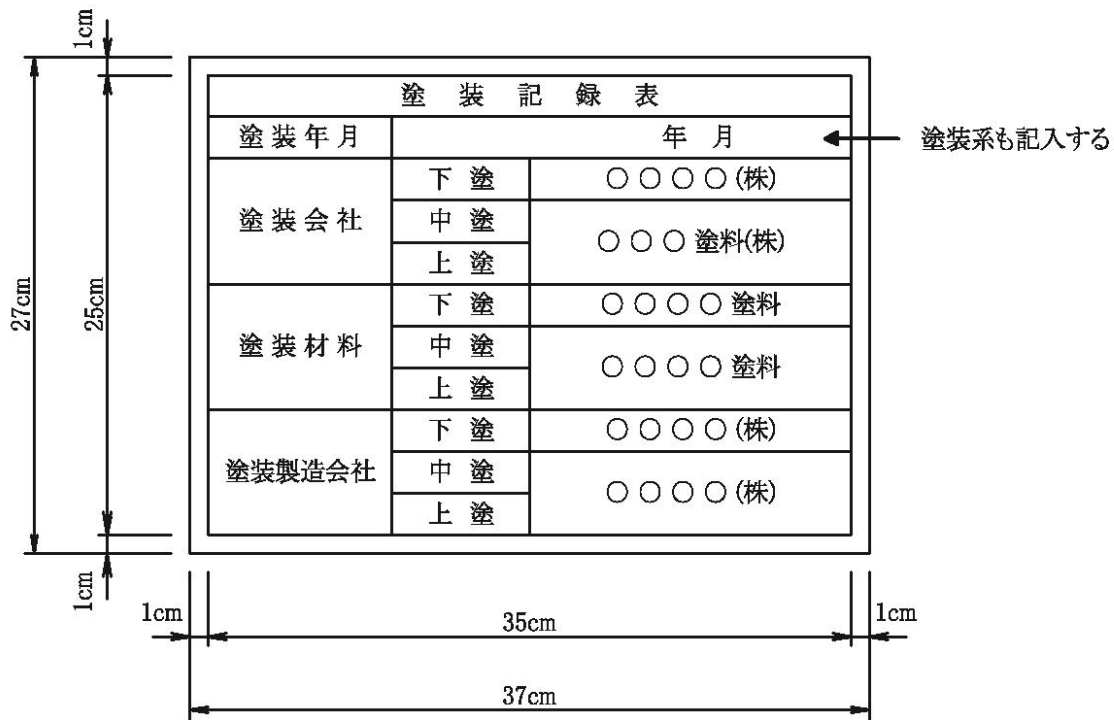 1cm
塗装記録表
塗装年月 年 月 塗装系も記入する
塗装会社 下塗 ○○○○(株)
中塗 ○○○塗料(株)
上塗
塗装材料 下塗 ○○○○塗料
中塗 ○○○○塗料
上塗
塗装製造会社 下塗 ○○○○(株)
中塗 ○○○○(株)
上塗
27cm
25cm
1cm
1cm
35cm
1cm
37cm